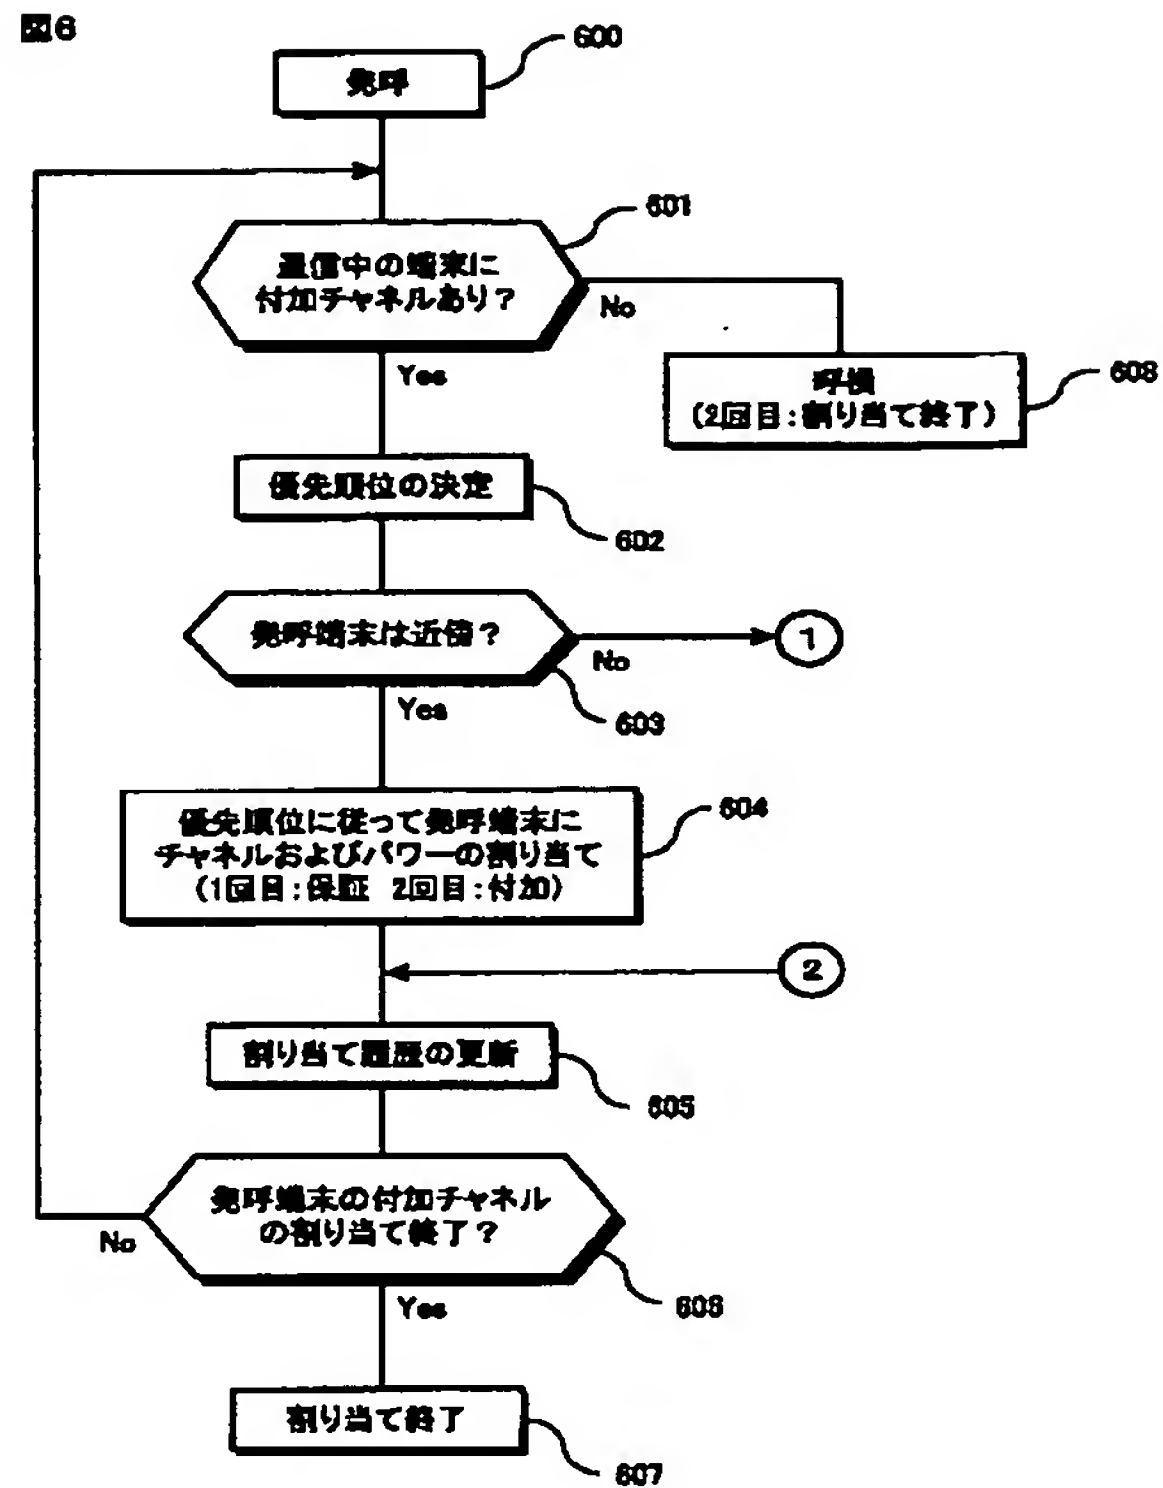 図6
発呼
600
通信中の端末に
付加チャネルあり?
601
No
Yes
呼損
(2回目:割り当て終了)
608
優先順位の決定
602
発呼端末は近傍?
603
No
1
Yes
優先順位に従って発呼端末に
チャネルおよびパワーの割り当て
(1回目:保証 2回目:付加)
604
2
割り当て履歴の更新
605
発呼端末の付加チャネル
の割り当て終了?
606
No
Yes
割り当て終了
607